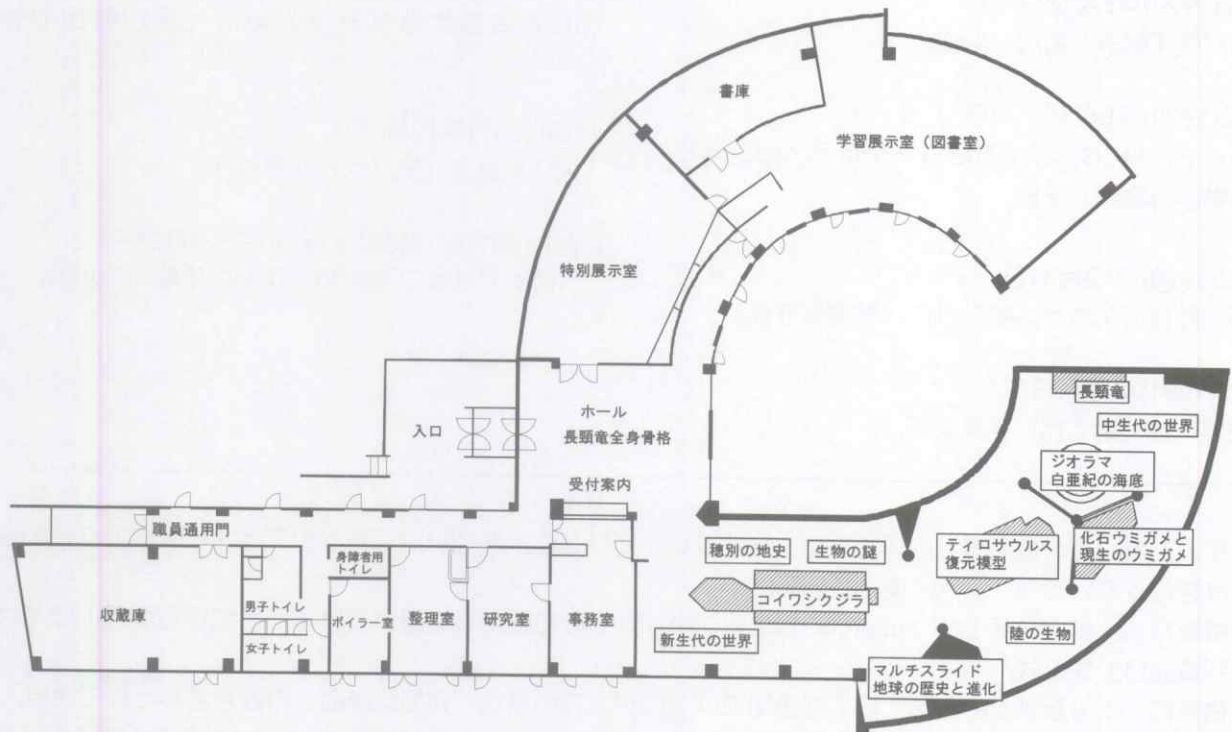 書庫
学習展示室（図書室）
特別展示室
入口
ホール
長頸竜全身骨格
受付案内
長頸竜
中生代の世界
ジオラマ
白亜紀の海底
化石ウミガメと
現生のウミガメ
ティロサウルス
復元模型
穂別の地史
生物の謎
コイワシクジラ
新生代の世界
陸の生物
マルチスライド
地球の歴史と進化
職員通用門
収蔵庫
男子トイレ
女子トイレ
身障者用
トイレ
ボイラー室
整理室
研究室
事務室